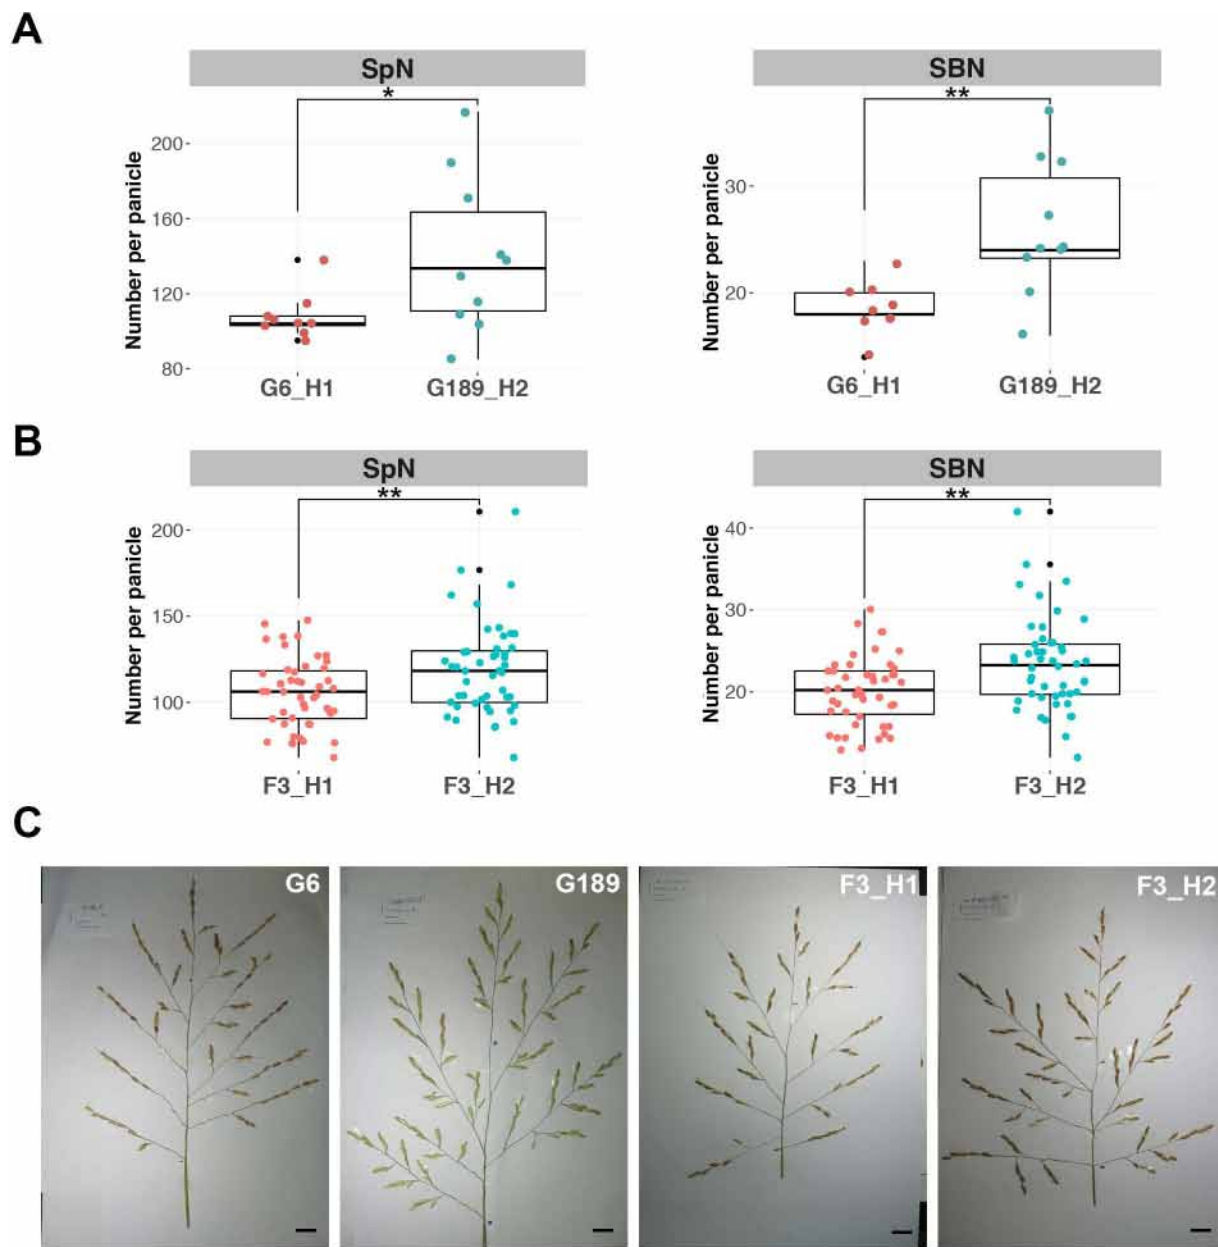 A
SpN
SBN
*
**
Number per panicle
200
160
120
80
G6_H1
G189_H2
Number per panicle
30
20
G6_H1
G189_H2
B
SpN
SBN
**
**
Number per panicle
200
150
100
F3_H1
F3_H2
Number per panicle
40
30
20
F3_H1
F3_H2
C
G6
G189
F3_H1
F3_H2